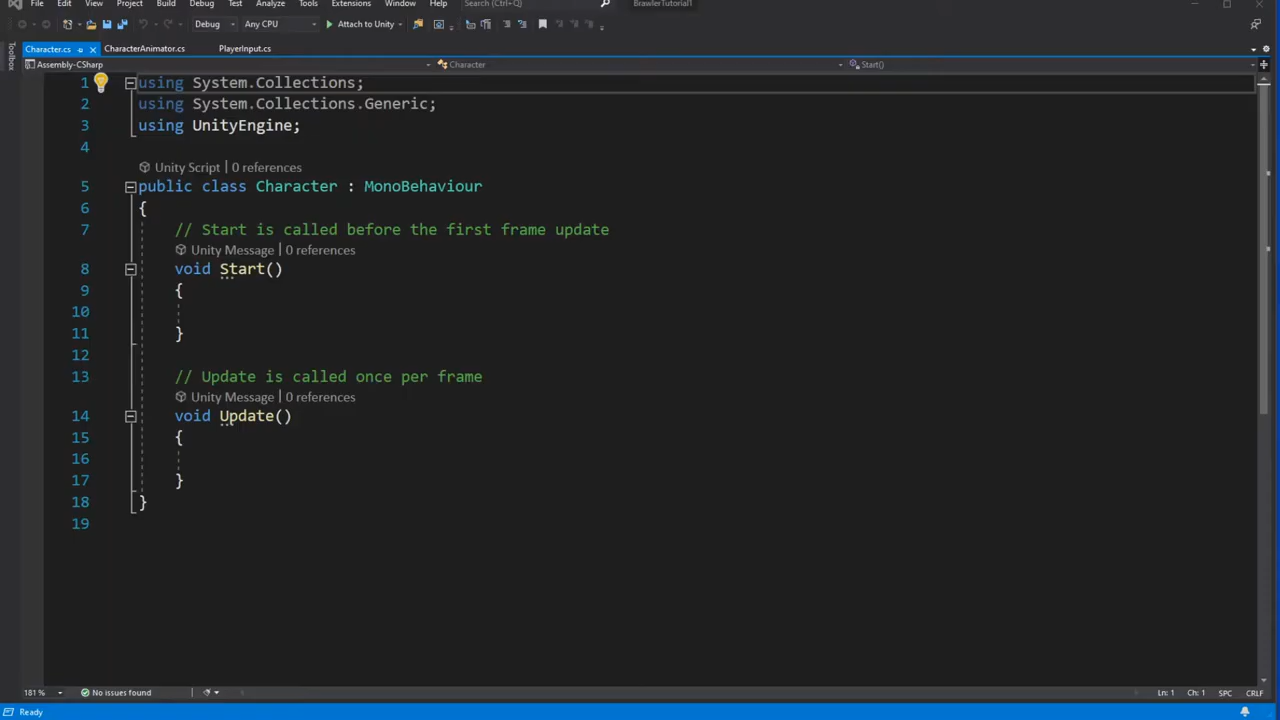 File Edit View Project Build Debug Test Analyze Tools Extensions Window Help Search (Ctrl+Q) BrawlerTutorial1
Debug Any CPU Attach to Unity
Toolbox
Character.cs CharacterAnimator.cs PlayerInput.cs
Assembly-CSharp Character Start()
1 using System.Collections;
2 using System.Collections.Generic;
3 using UnityEngine;
4
Unity Script | 0 references
5 public class Character : MonoBehaviour
6 {
7 // Start is called before the first frame update
Unity Message | 0 references
8 void Start()
9 {
10
11 }
12
13 // Update is called once per frame
Unity Message | 0 references
14 void Update()
15 {
16
17 }
18 }
19
181 % No issues found Ln: 1 Ch: 1 SPC CRLF
Ready